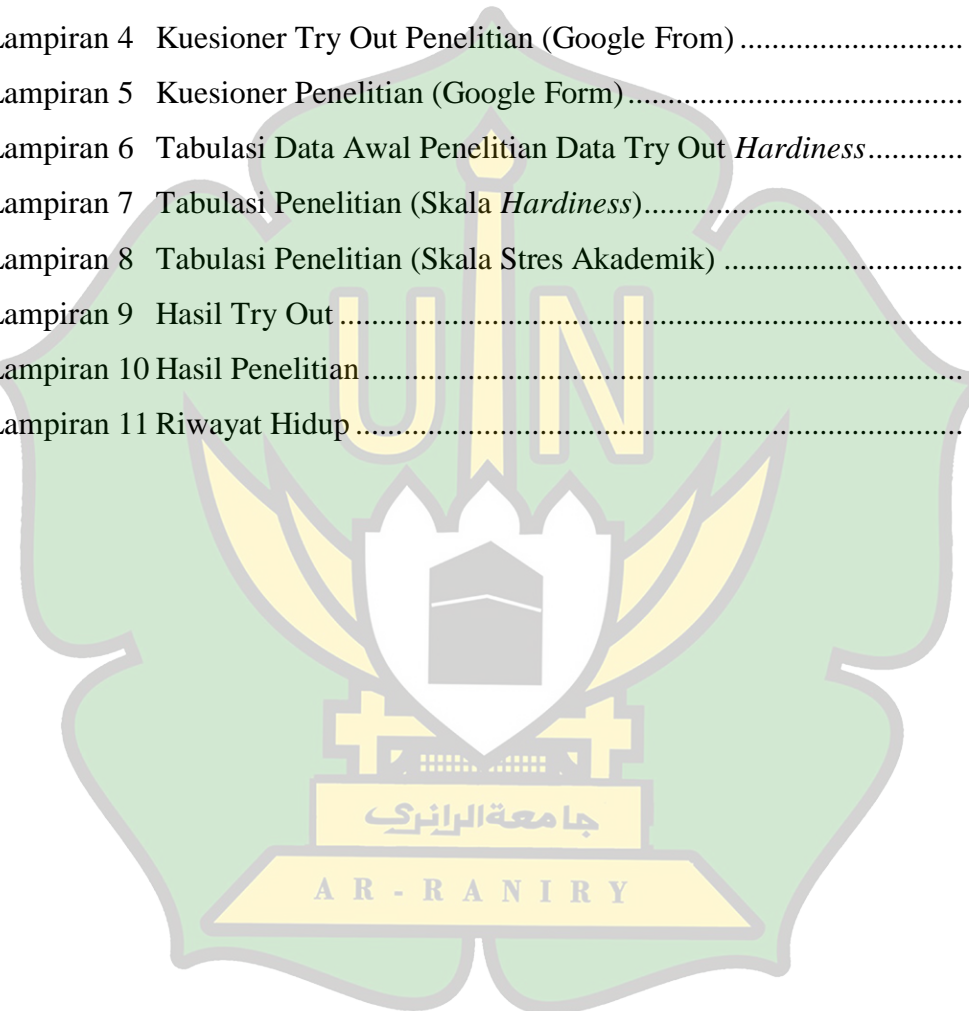 Lampiran 4 Kuesioner Try Out Penelitian (Google From) ............................
Lampiran 5 Kuesioner Penelitian (Google Form) ..........................................
Lampiran 6 Tabulasi Data Awal Penelitian Data Try Out Hardiness ............
Lampiran 7 Tabulasi Penelitian (Skala Hardiness) ........................................
Lampiran 8 Tabulasi Penelitian (Skala Stres Akademik) ..............................
Lampiran 9 Hasil Try Out ..............................................................................
Lampiran 10 Hasil Penelitian ...........................................................................
Lampiran 11 Riwayat Hidup ............................................................................
UIN
جامعةالرانري
AR-RANIRY